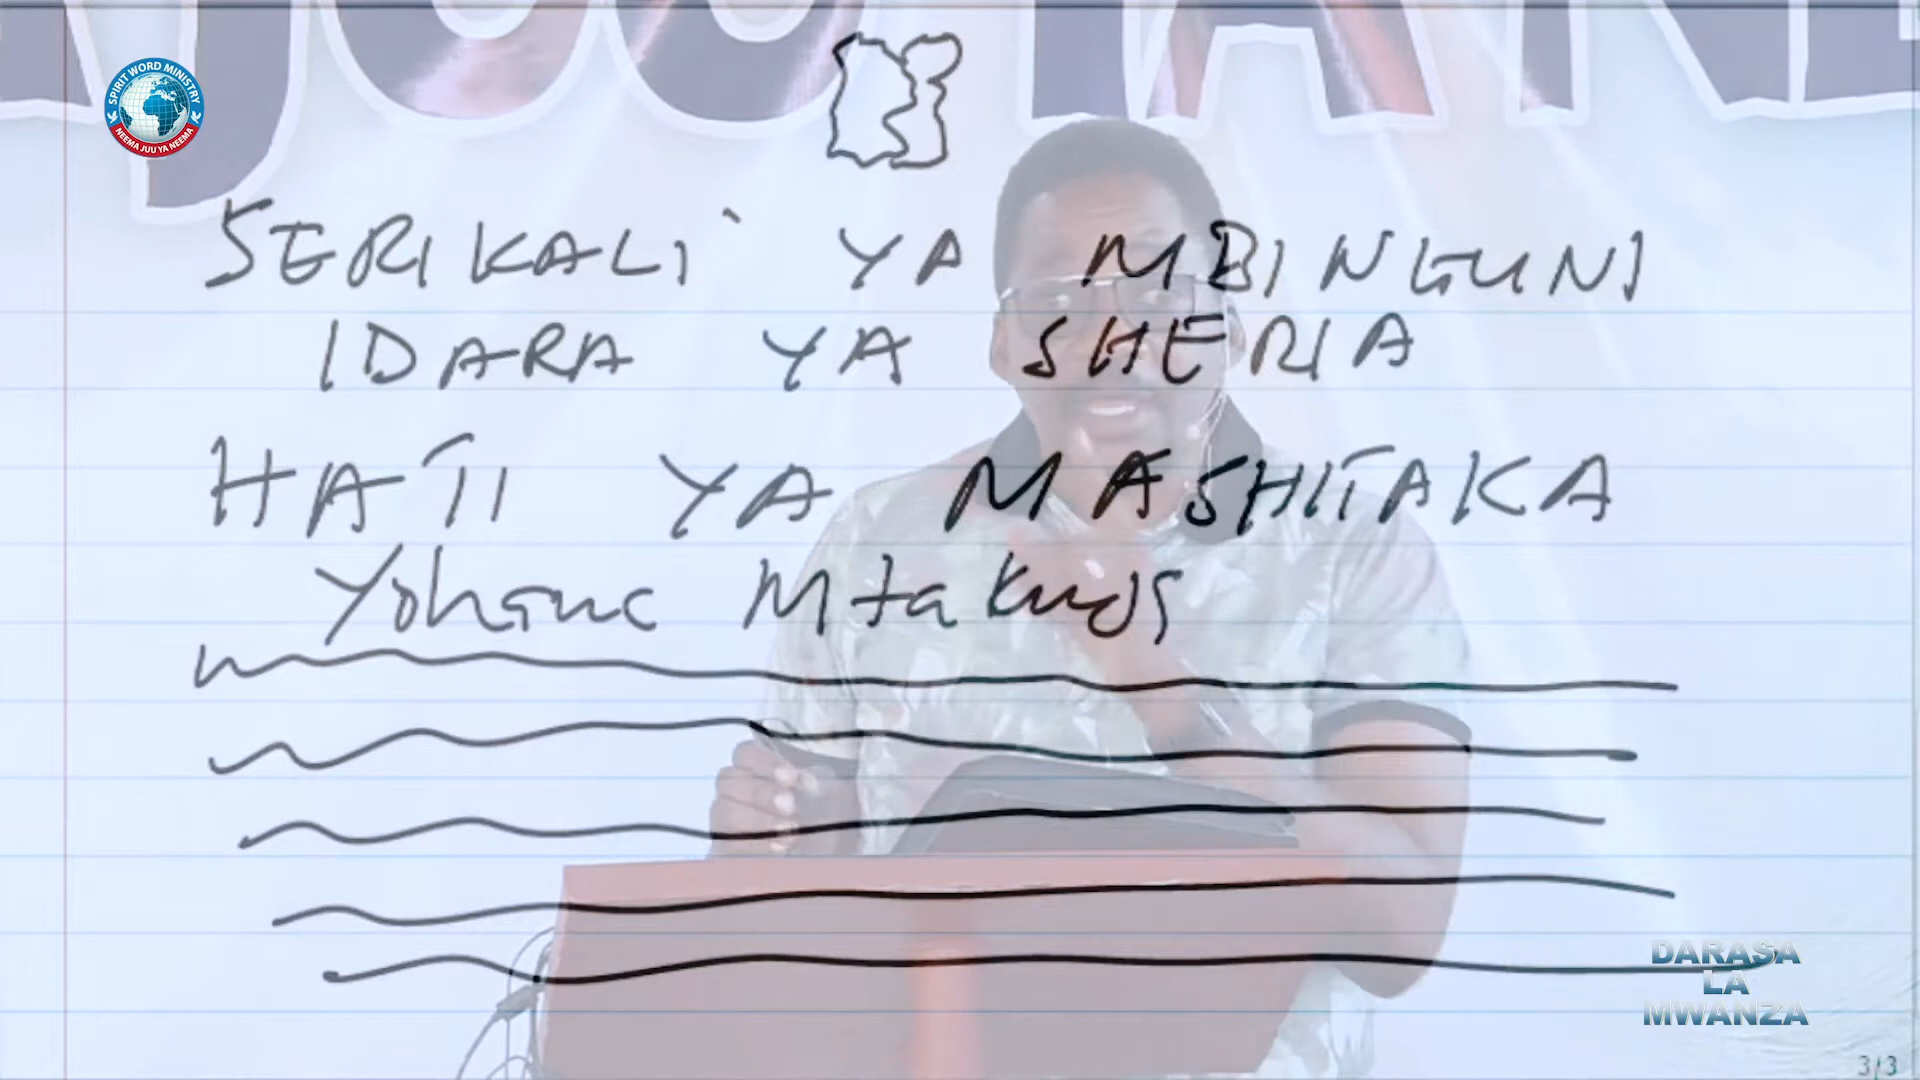 SPIRIT WORD MINISTRY
NEEMA JUU YA NEEMA
SERIKALI YA MBINGUNI
IDARA YA SHERIA
HATI YA MASHITAKA
Yohana Mtakuja
DARASA
LA
MWANZA
3/3